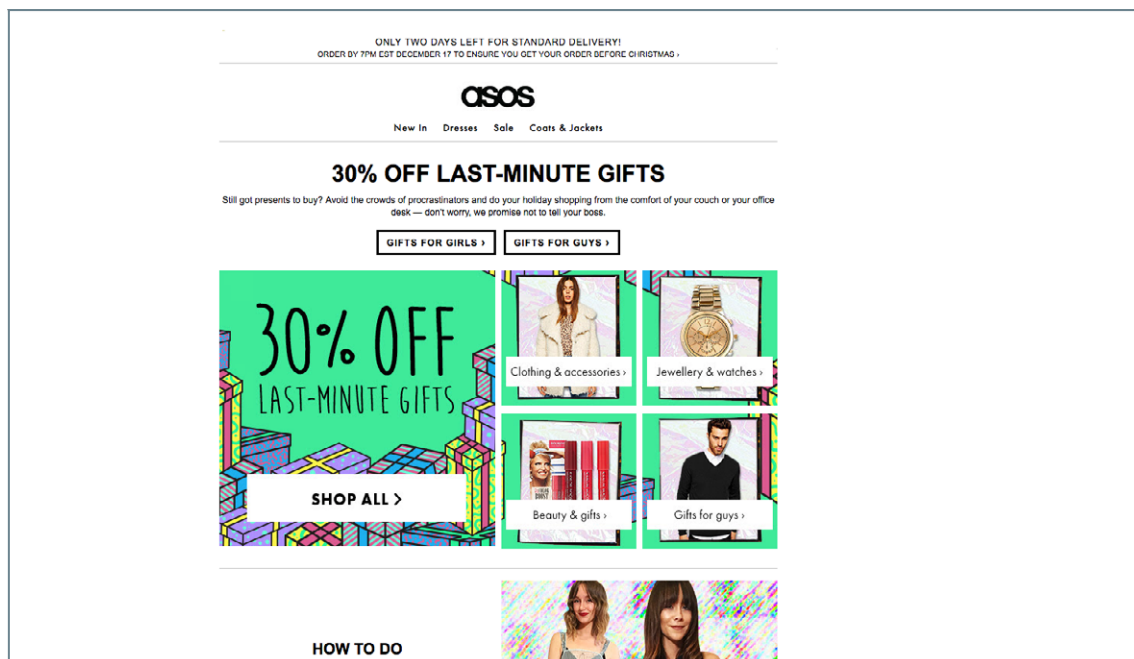 ONLY TWO DAYS LEFT FOR STANDARD DELIVERY!
ORDER BY 7PM EST DECEMBER 17 TO ENSURE YOU GET YOUR ORDER BEFORE CHRISTMAS ›
asos
New In Dresses Sale Coats & Jackets
30% OFF LAST-MINUTE GIFTS
Still got presents to buy? Avoid the crowds of procrastinators and do your holiday shopping from the comfort of your couch or your office
desk — don't worry, we promise not to tell your boss.
GIFTS FOR GIRLS › GIFTS FOR GUYS ›
30% OFF
LAST-MINUTE GIFTS
SHOP ALL >
Clothing & accessories ›
Jewellery & watches ›
Beauty & gifts ›
Gifts for guys ›
HOW TO DO